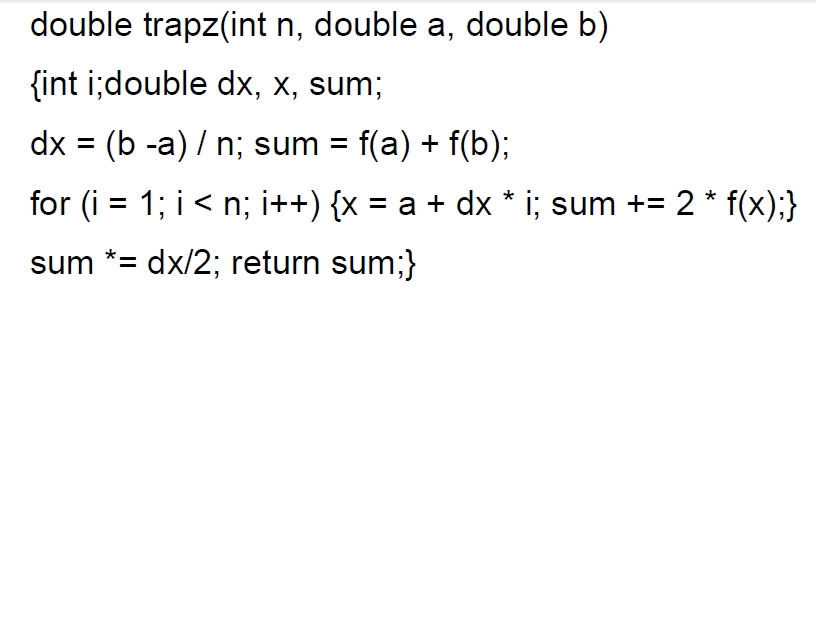 double trapz(int n, double a, double b)
{int i;double dx, x, sum;
dx = (b -a) / n; sum = f(a) + f(b);
for (i = 1; i < n; i++) {x = a + dx * i; sum += 2 * f(x);}
sum *= dx/2; return sum;}